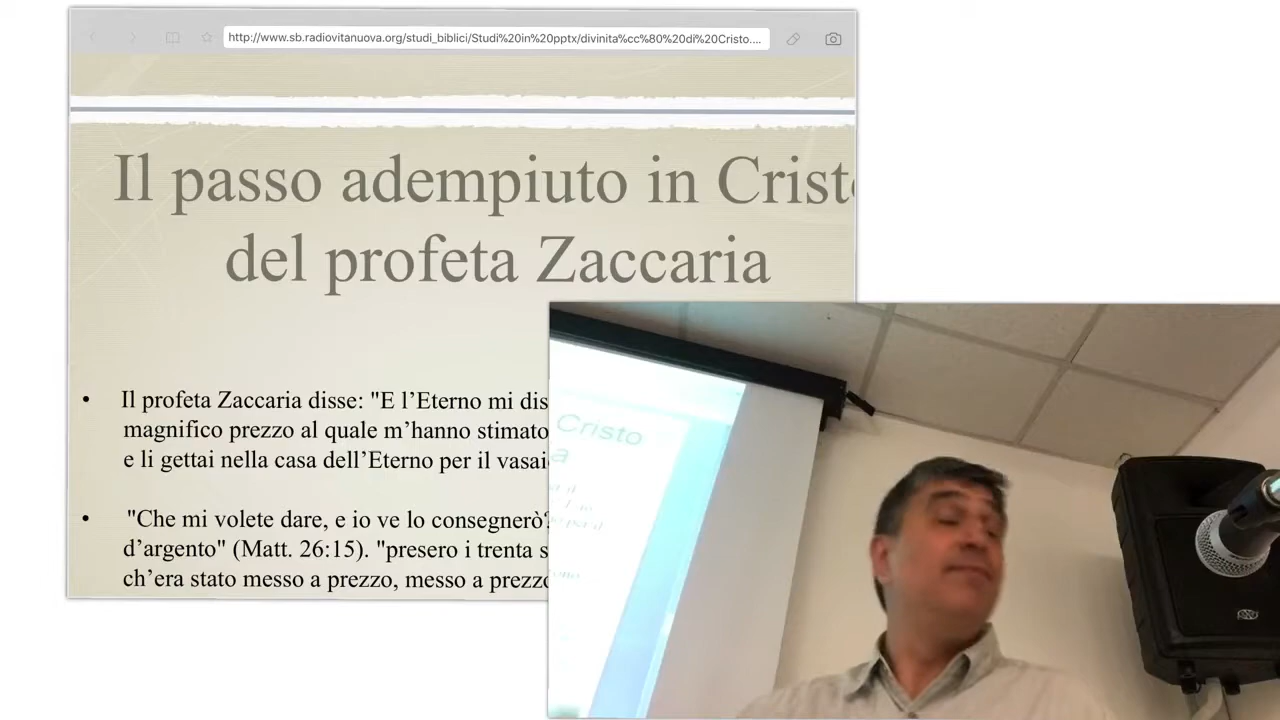 http://www.sb.radiovitanuova.org/studi_biblici/Studi%20in%20pptx/divinita%cc%80%20di%20Cristo....
Il passo adempiuto in Crist
del profeta Zaccaria
• Il profeta Zaccaria disse: "E l’Eterno mi dis
magnifico prezzo al quale m’hanno stimato
e li gettai nella casa dell’Eterno per il vasai
• "Che mi volete dare, e io ve lo consegnerò?
d’argento" (Matt. 26:15). "presero i trenta s
ch’era stato messo a prezzo, messo a prezzo
Cristo